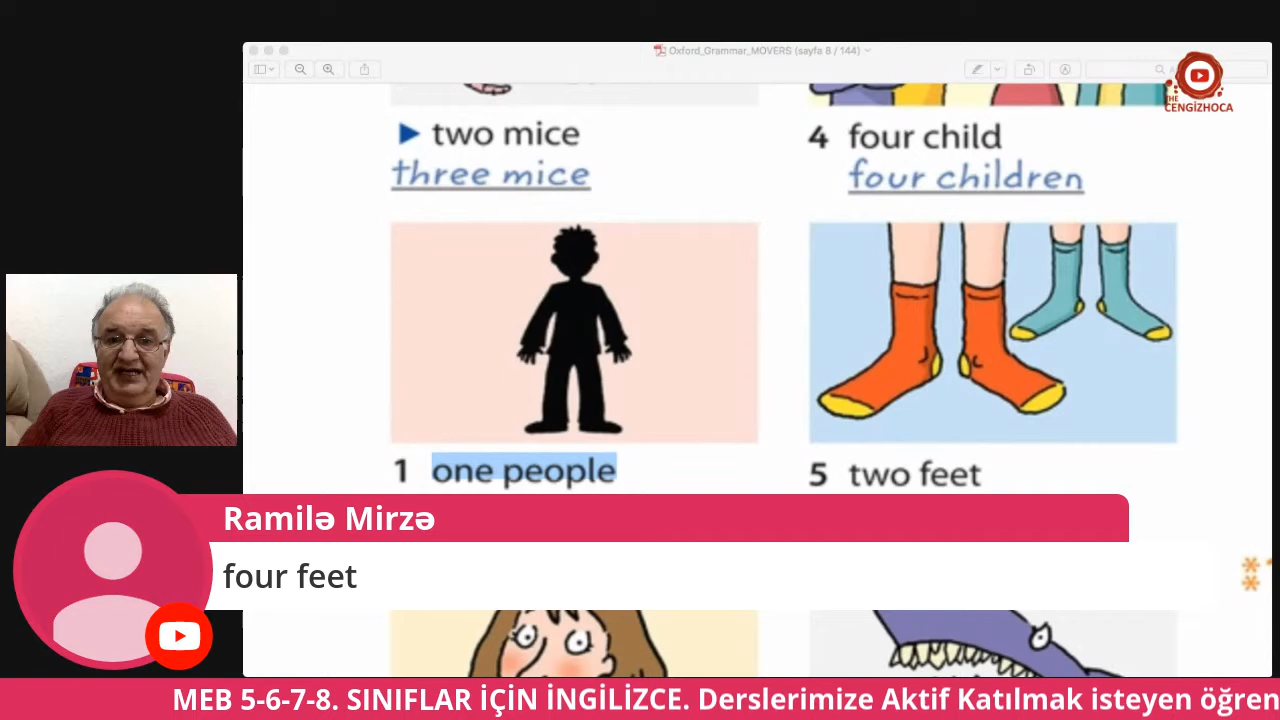 Oxford_Grammar_MOVERS (sayfa 8 / 144)
THE
CENGİZHOCA
two mice
three mice
4 four child
four children
1 one people
5 two feet
Ramilə Mirzə
four feet
MEB 5-6-7-8. SINIFLAR İÇİN İNGİLİZCE. Derslerimize Aktif Katılmak isteyen öğren